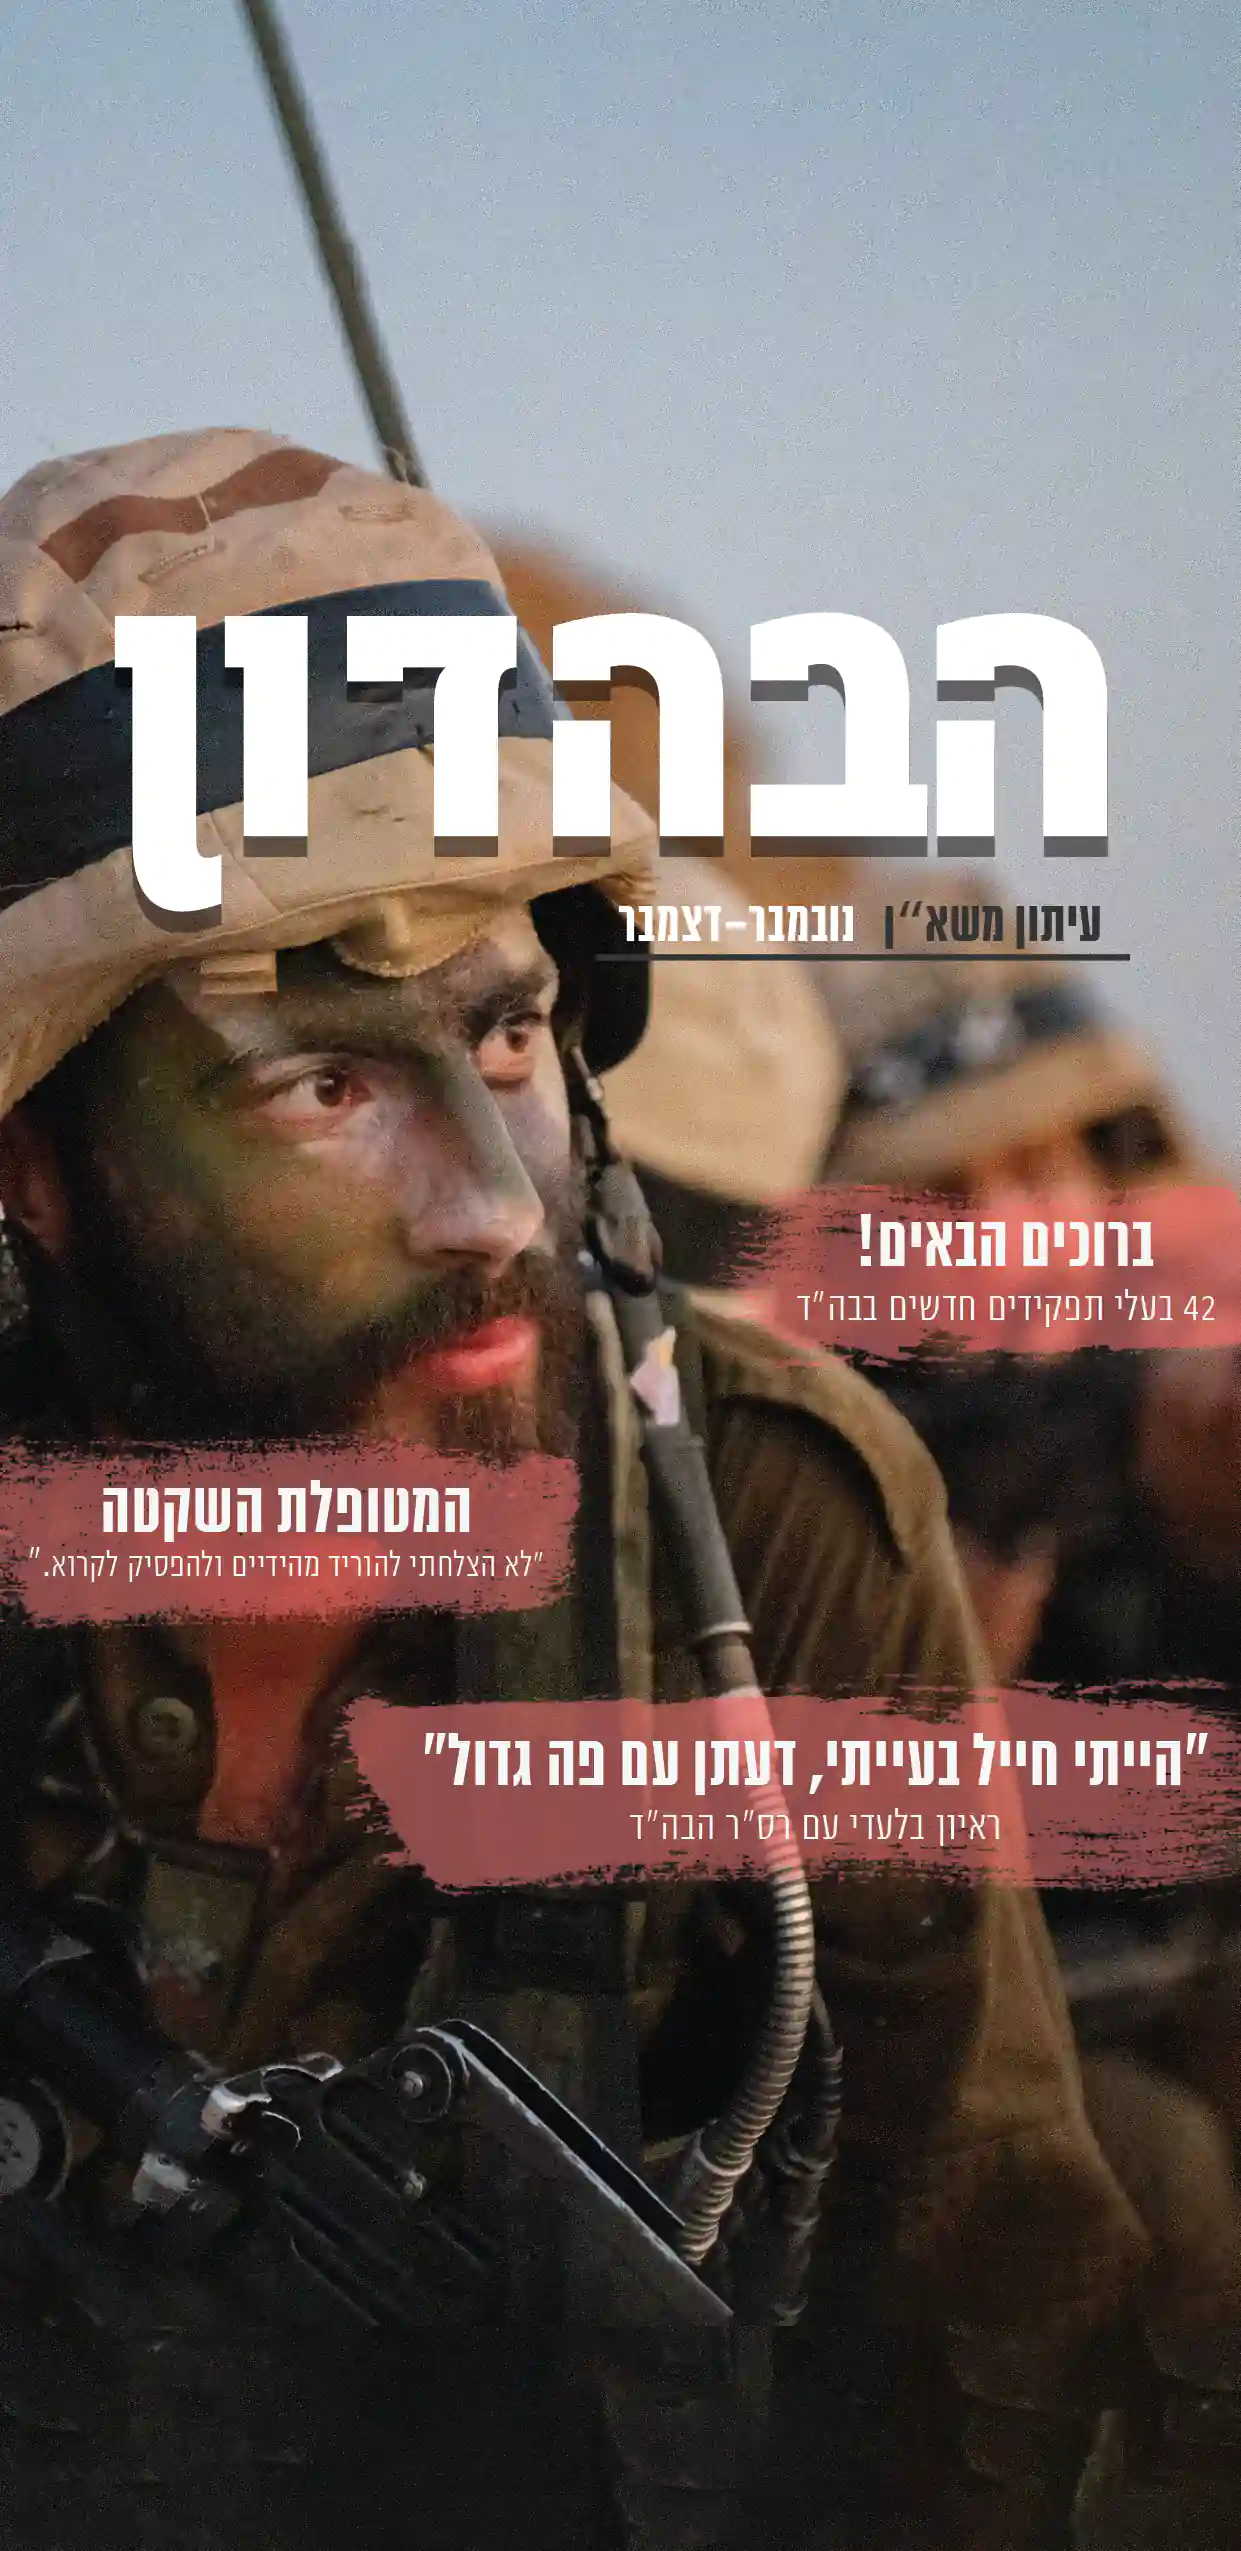 הבהדון
עיתון משא״ן נובמבר-דצמבר
ברוכים הבאים!
42 בעלי תפקידים חדשים בבה"ד
המטופלת השקטה
"לא הצלחתי להוריד מהידיים ולהפסיק לקרוא."
"הייתי חייל בעייתי, דעתן עם פה גדול"
ראיון בלעדי עם רס"ר הבה"ד